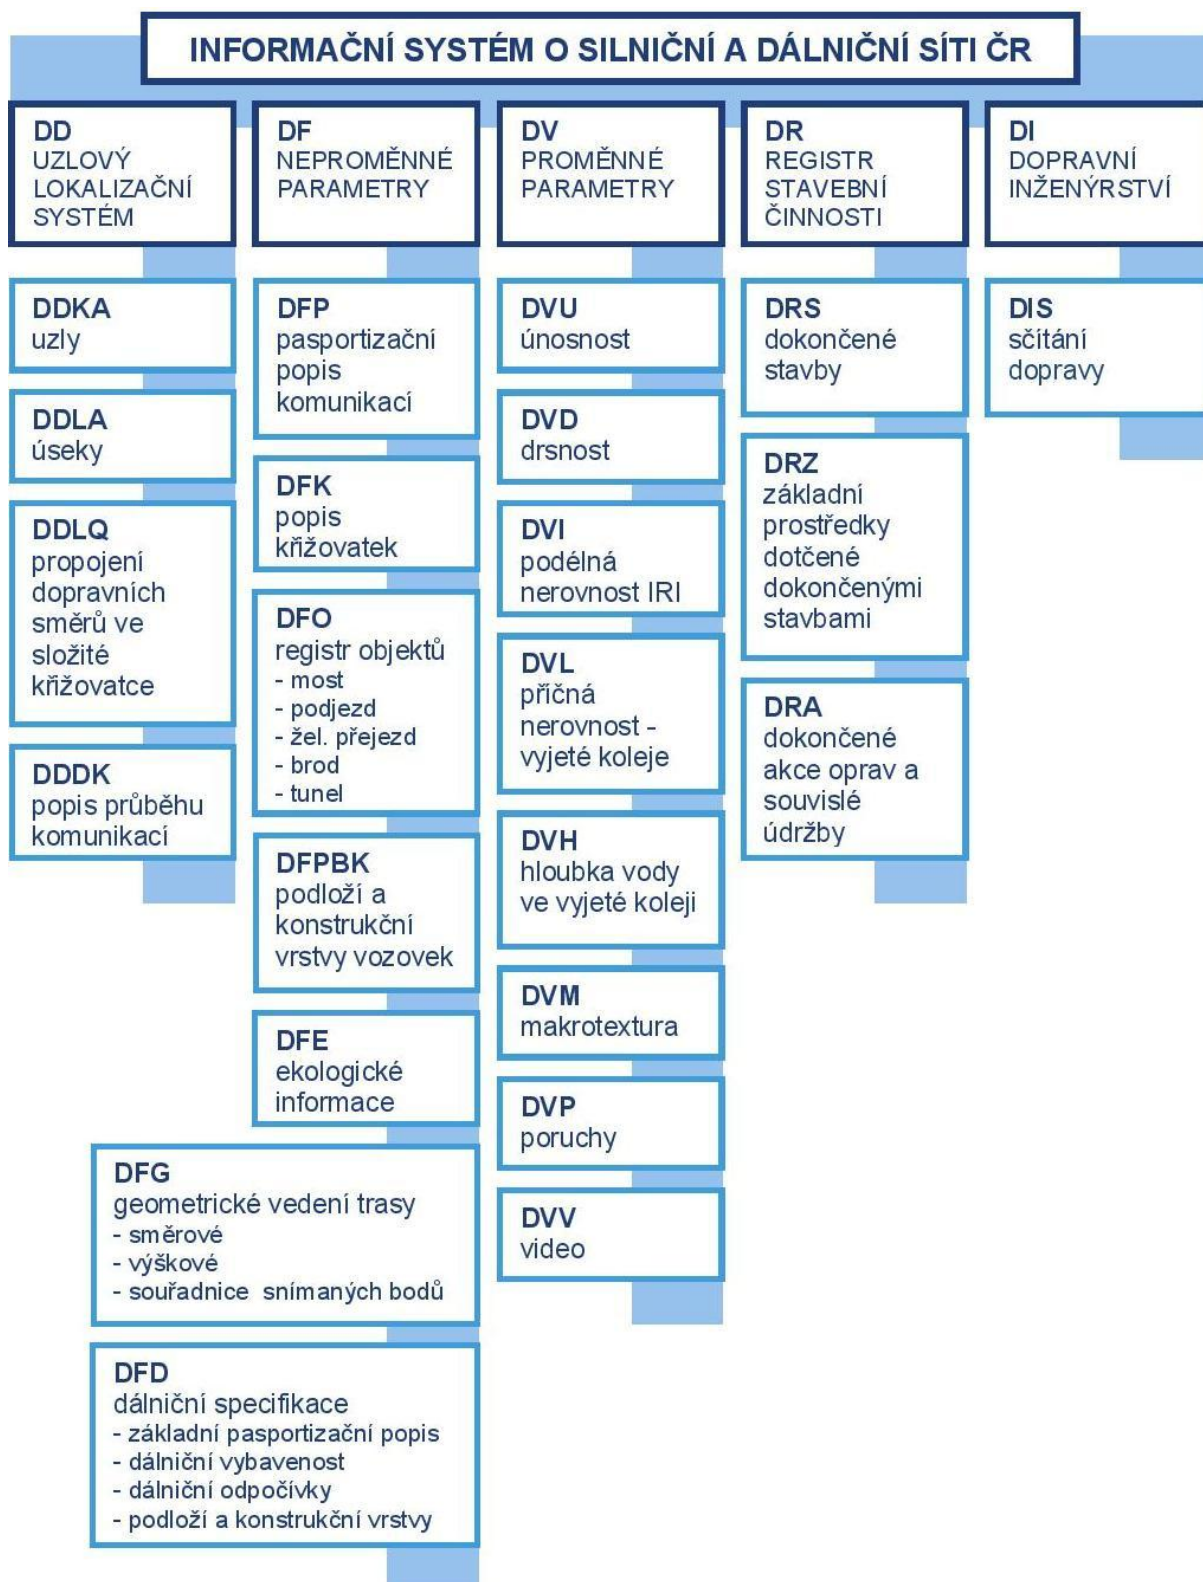 INFORMAČNÍ SYSTÉM O SILNIČNÍ A DÁLNIČNÍ SÍTI ČR
DD
UZLOVÝ
LOKALIZAČNÍ
SYSTÉM
DDKA
uzly
DDLA
úseky
DDLQ
propojení
dopravních
směrů ve
složité
křižovatce
DDDK
popis průběhu
komunikací
DF
NEPROMĚNNÉ
PARAMETRY
DFP
pasportizační
popis
komunikací
DFK
popis
křižovatek
DFO
registr objektů
- most
- podjezd
- žel. přejezd
- brod
- tunel
DFPBK
podloží a
konstrukční
vrstvy vozovek
DFE
ekologické
informace
DFG
geometrické vedení trasy
- směrové
- výškové
- souřadnice snímaných bodů
DFD
dálniční specifikace
- základní pasportizační popis
- dálniční vybavenost
- dálniční odpočívky
- podloží a konstrukční vrstvy
DV
PROMĚNNÉ
PARAMETRY
DVU
únosnost
DVD
drsnost
DVI
podélná
nerovnost IRI
DVL
příčná
nerovnost -
vyjeté koleje
DVH
hloubka vody
ve vyjeté koleji
DVM
makrotextura
DVP
poruchy
DVV
video
DR
REGISTR
STAVEBNÍ
ČINNOSTI
DRS
dokončené
stavby
DRZ
základní
prostředky
dotčené
dokončenými
stavbami
DRA
dokončené
akce oprav a
souvislé
údržby
DI
DOPRAVNÍ
INŽENÝRSTVÍ
DIS
sčítání
dopravy